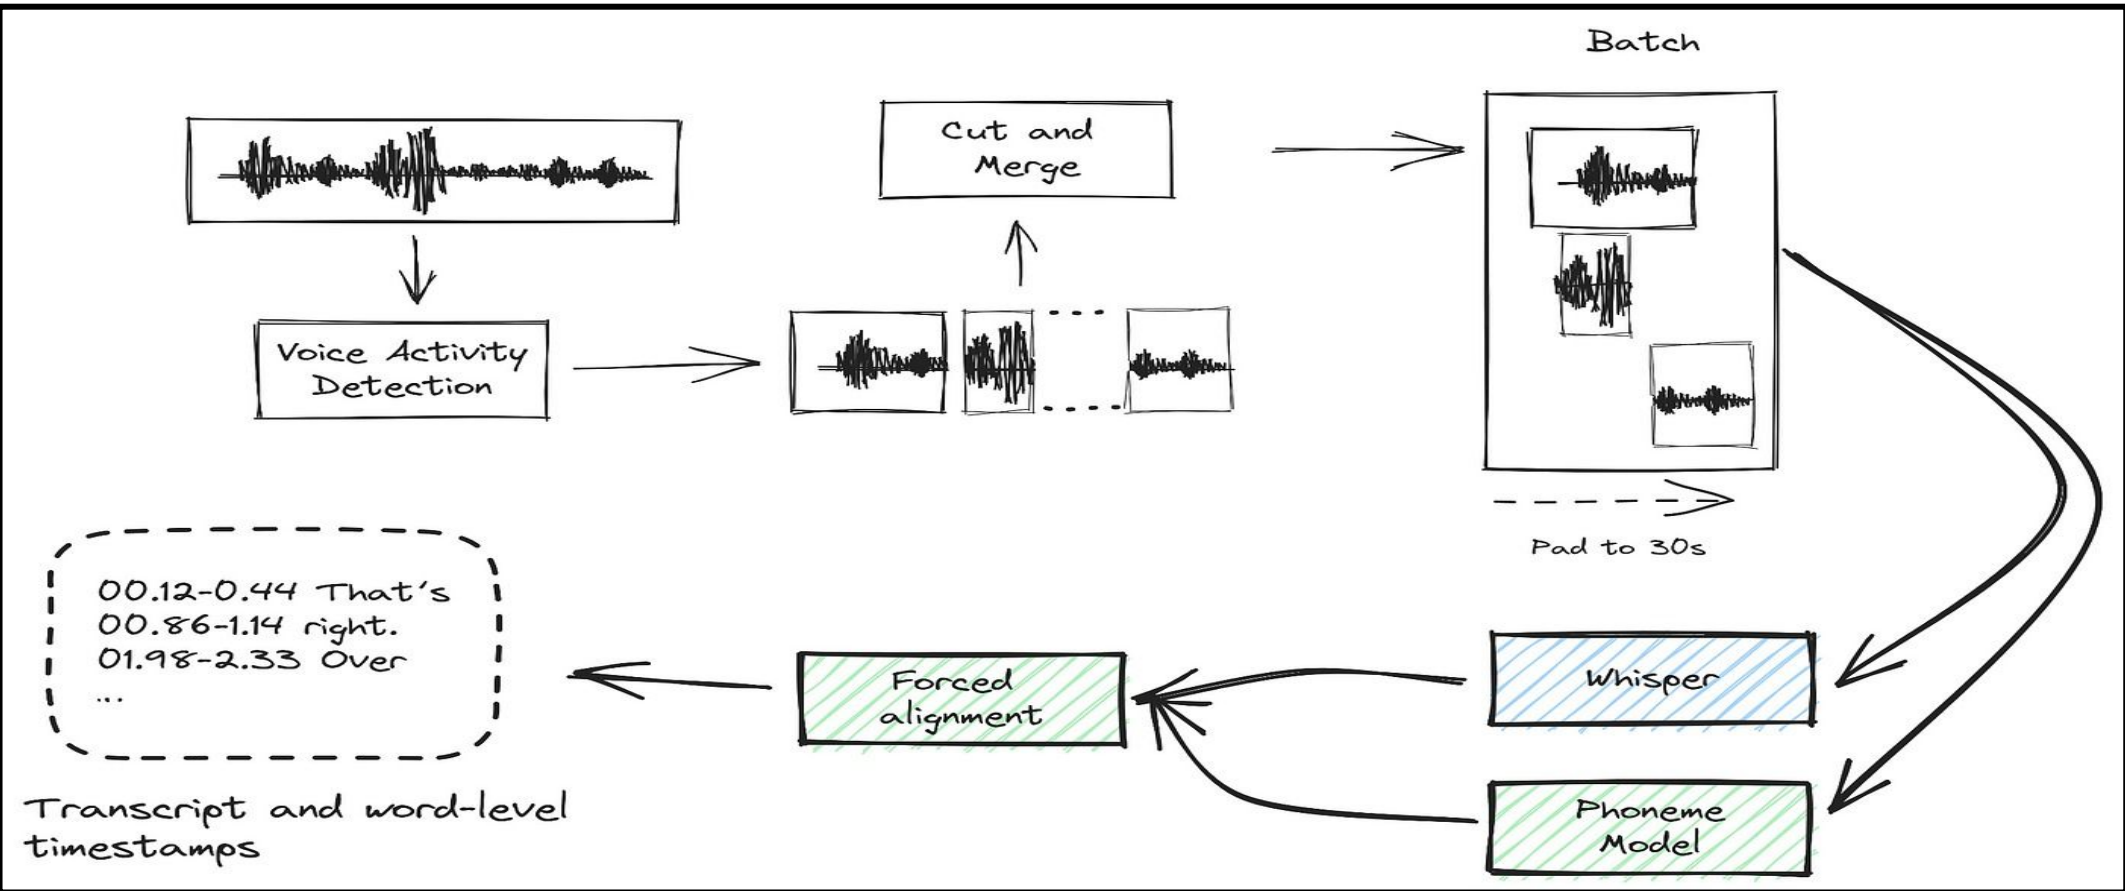 Batch
Cut and
Merge
Voice Activity
Detection
Pad to 30s
00.12-0.44 That's
00.86-1.14 right.
01.98-2.33 Over
...
Transcript and word-level
timestamps
Forced
alignment
Whisper
Phoneme
Model